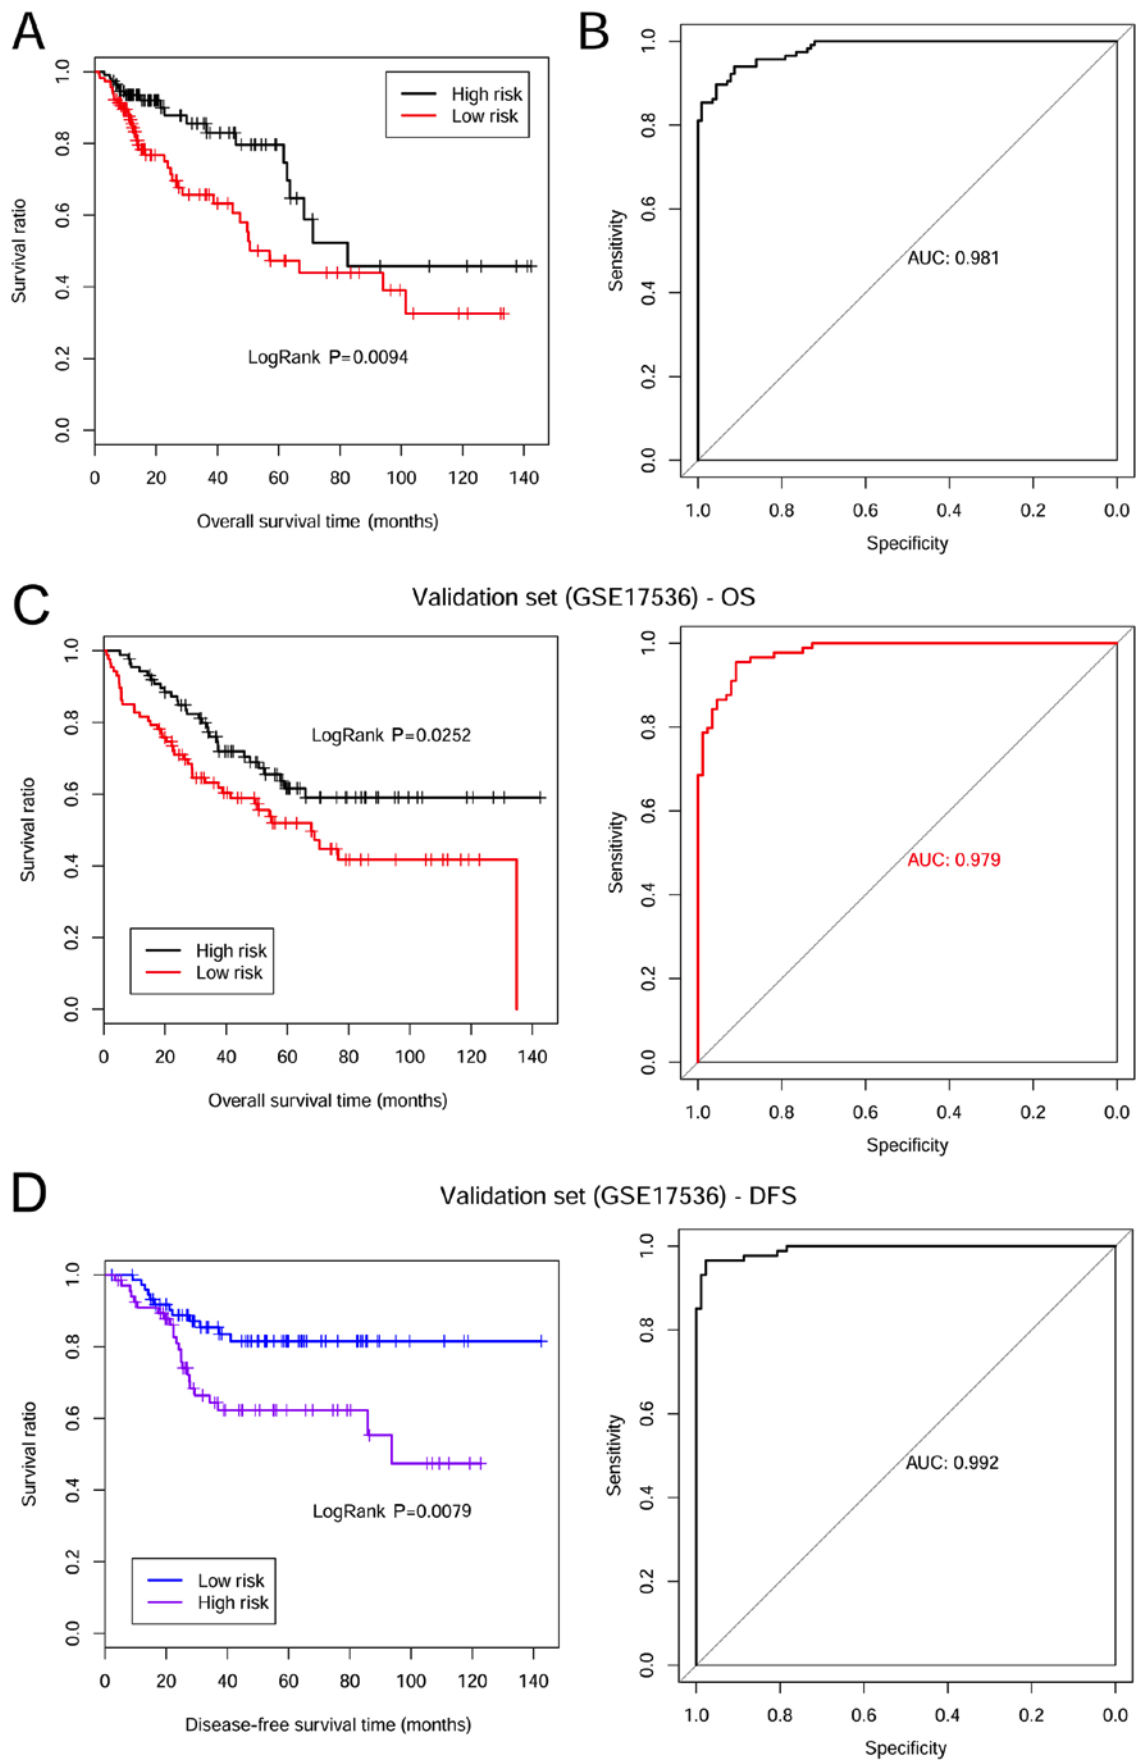 A
1.0
0.8
0.6
0.4
0.2
0.0
Survival ratio
High risk
Low risk
LogRank P=0.0094
0 20 40 60 80 100 120 140
Overall survival time (months)
B
1.0
0.8
0.6
0.4
0.2
0.0
Sensitivity
AUC: 0.981
1.0 0.8 0.6 0.4 0.2 0.0
Specificity
C
Validation set (GSE17536) - OS
1.0
0.8
0.6
0.4
0.2
0.0
Survival ratio
LogRank P=0.0252
High risk
Low risk
0 20 40 60 80 100 120 140
Overall survival time (months)
1.0
0.8
0.6
0.4
0.2
0.0
Sensitivity
AUC: 0.979
1.0 0.8 0.6 0.4 0.2 0.0
Specificity
D
Validation set (GSE17536) - DFS
1.0
0.8
0.6
0.4
0.2
0.0
Survival ratio
LogRank P=0.0079
Low risk
High risk
0 20 40 60 80 100 120 140
Disease-free survival time (months)
1.0
0.8
0.6
0.4
0.2
0.0
Sensitivity
AUC: 0.992
1.0 0.8 0.6 0.4 0.2 0.0
Specificity